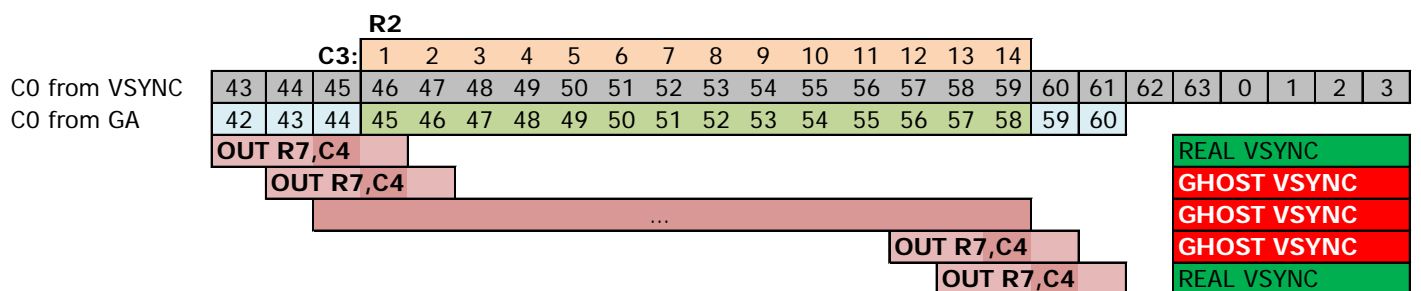 R2
C3: 1 2 3 4 5 6 7 8 9 10 11 12 13 14
C0 from VSYNC 43 44 45 46 47 48 49 50 51 52 53 54 55 56 57 58 59 60 61 62 63 0 1 2 3
C0 from GA 42 43 44 45 46 47 48 49 50 51 52 53 54 55 56 57 58 59 60
OUT R7,C4 REAL VSYNC
OUT R7,C4 GHOST VSYNC
... GHOST VSYNC
OUT R7,C4 GHOST VSYNC
OUT R7,C4 REAL VSYNC